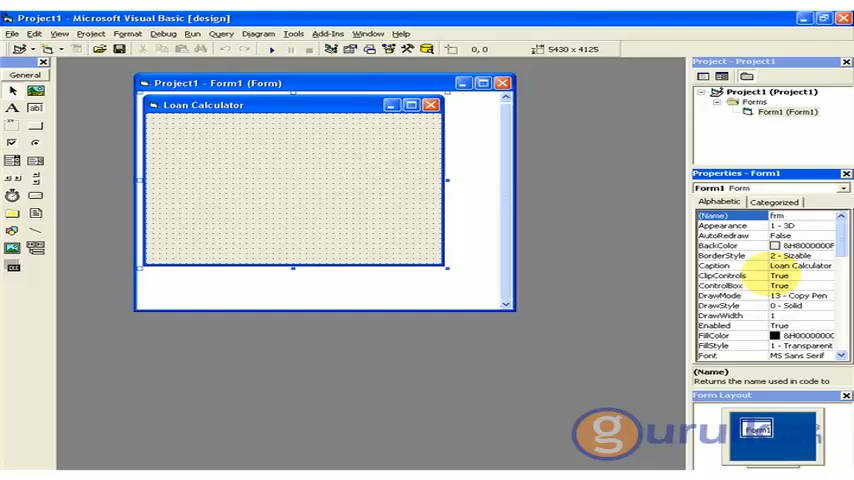 Project1 - Microsoft Visual Basic [design]
File Edit View Project Format Debug Run Query Diagram Tools Add-Ins Window Help
0, 0
5430 x 4125
General
A
ab|
OLE
Project1 - Form1 (Form)
Loan Calculator
Project - Project1
Project1 (Project1)
Forms
Form1 (Form1)
Properties - Form1
Form1 Form
Alphabetic Categorized
(Name) frm
Appearance 1 - 3D
AutoRedraw False
BackColor &H8000000F
BorderStyle 2 - Sizable
Caption Loan Calculator
ClipControls True
ControlBox True
DrawMode 13 - Copy Pen
DrawStyle 0 - Solid
DrawWidth 1
Enabled True
FillColor &H0000000
FillStyle 1 - Transparent
Font MS Sans Serif
(Name)
Returns the name used in code to
Form Layout
Form1